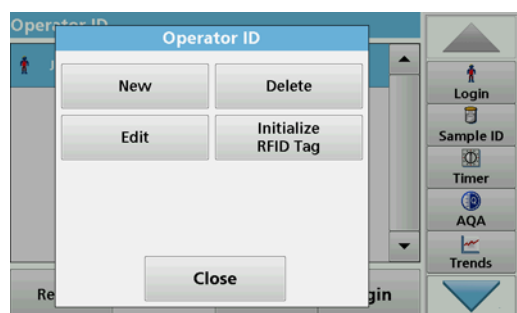 Operator ID
Operator ID
New
Delete
Edit
Initialize
RFID Tag
Close
Login
Sample ID
Timer
AQA
Trends